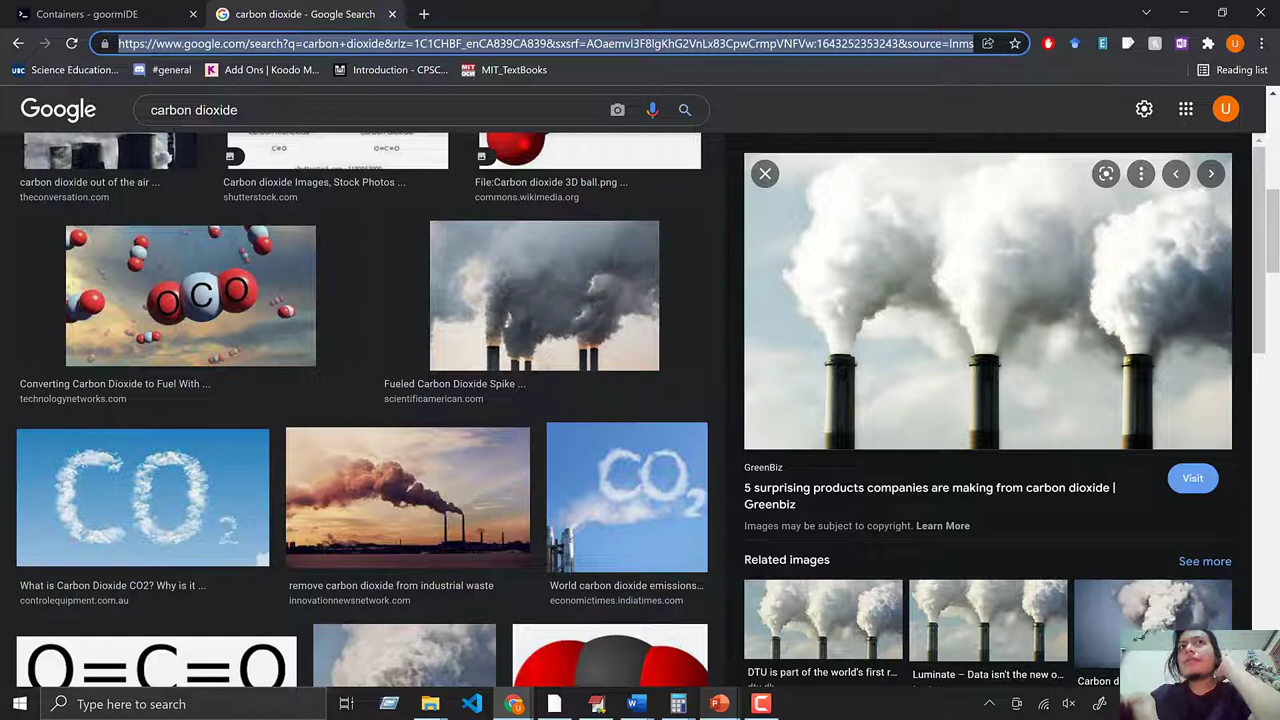 Containers - goormIDE
carbon dioxide - Google Search
https://www.google.com/search?q=carbon+dioxide&rlz=1C1CHBF_enCA839CA839&sxsrf=AOaemvI3F8IgKhG2VnLx83CpwCrmpVNFVw:1643252353243&source=lnms
U
UBC Science Education...
#general
Add Ons | Koodo M...
Introduction - CPSC...
MIT_TextBooks
Reading list
Google
carbon dioxide
U
carbon dioxide out of the air ...
theconversation.com
Carbon dioxide Images, Stock Photos ...
shutterstock.com
File:Carbon dioxide 3D ball.png ...
commons.wikimedia.org
O C O
Converting Carbon Dioxide to Fuel With ...
technologynetworks.com
Fueled Carbon Dioxide Spike ...
scientificamerican.com
CO2
What is Carbon Dioxide CO2? Why is it ...
controlequipment.com.au
remove carbon dioxide from industrial waste
innovationnewsnetwork.com
CO2
World carbon dioxide emissions...
economictimes.indiatimes.com
O=C=O
GreenBiz
5 surprising products companies are making from carbon dioxide |
Greenbiz
Visit
Images may be subject to copyright. Learn More
Related images
See more
DTU is part of the world's first r...
dtu.dk
Luminate – Data isn't the new o...
Carbon d
Type here to search